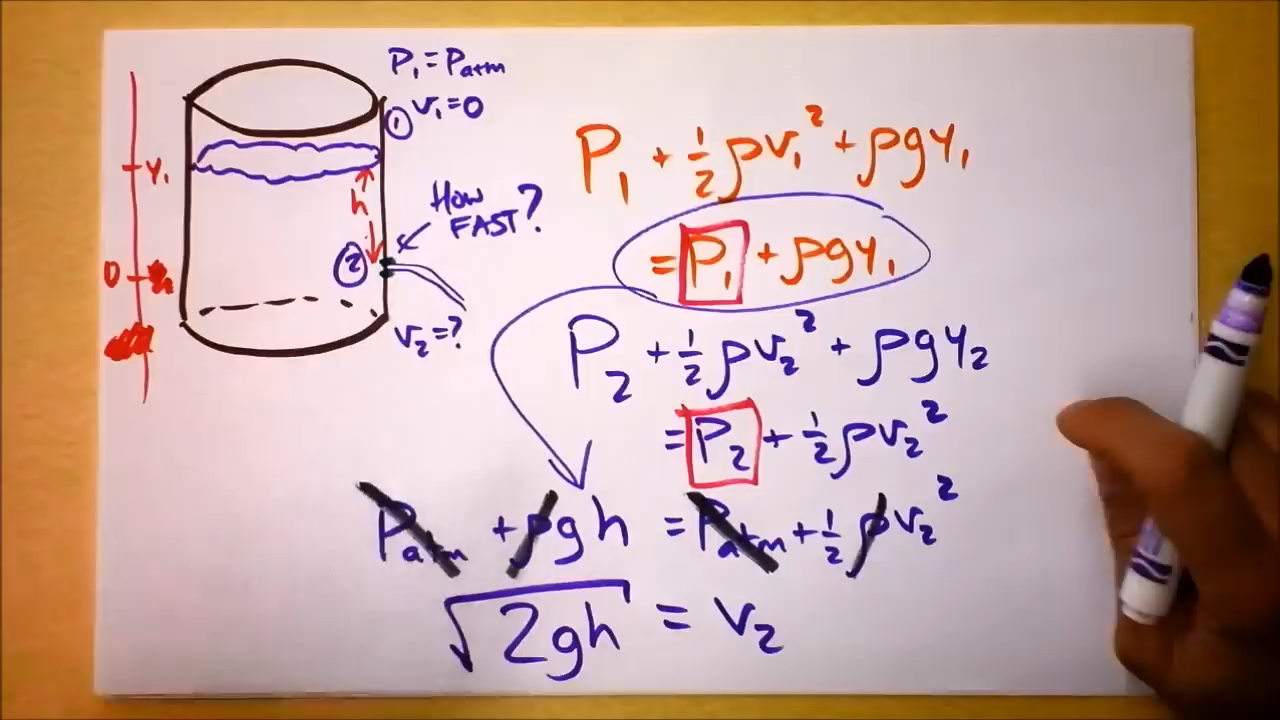 P₁ = Patm
① v₁ = 0
y₁
h
How
FAST?
0
②
v₂ = ?
P₁ + ½ρv₁² + ρgy₁
= P₁ + ρgy₁
P₂ + ½ρv₂² + ρgy₂
= P₂ + ½ρv₂²
Patm + ρgh = Patm + ½ρv₂²
√2gh = v₂